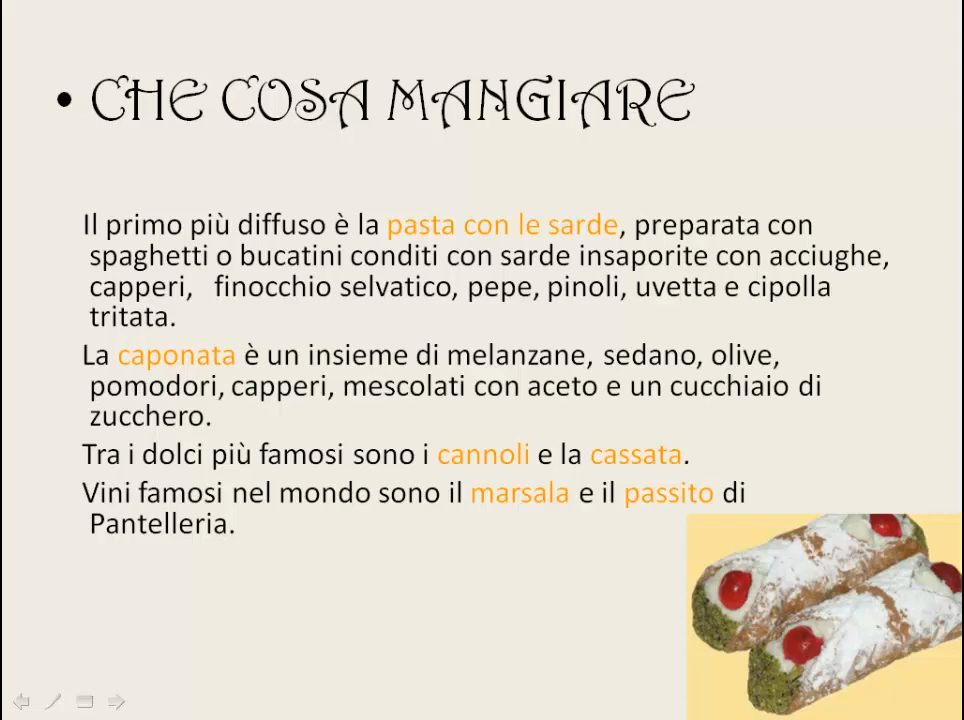 • CHE COSA MANGIARE
Il primo più diffuso è la pasta con le sarde, preparata con
spaghetti o bucatini conditi con sarde insaporite con acciughe,
capperi, finocchio selvatico, pepe, pinoli, uvetta e cipolla
tritata.
La caponata è un insieme di melanzane, sedano, olive,
pomodori, capperi, mescolati con aceto e un cucchiaio di
zucchero.
Tra i dolci più famosi sono i cannoli e la cassata.
Vini famosi nel mondo sono il marsala e il passito di
Pantelleria.